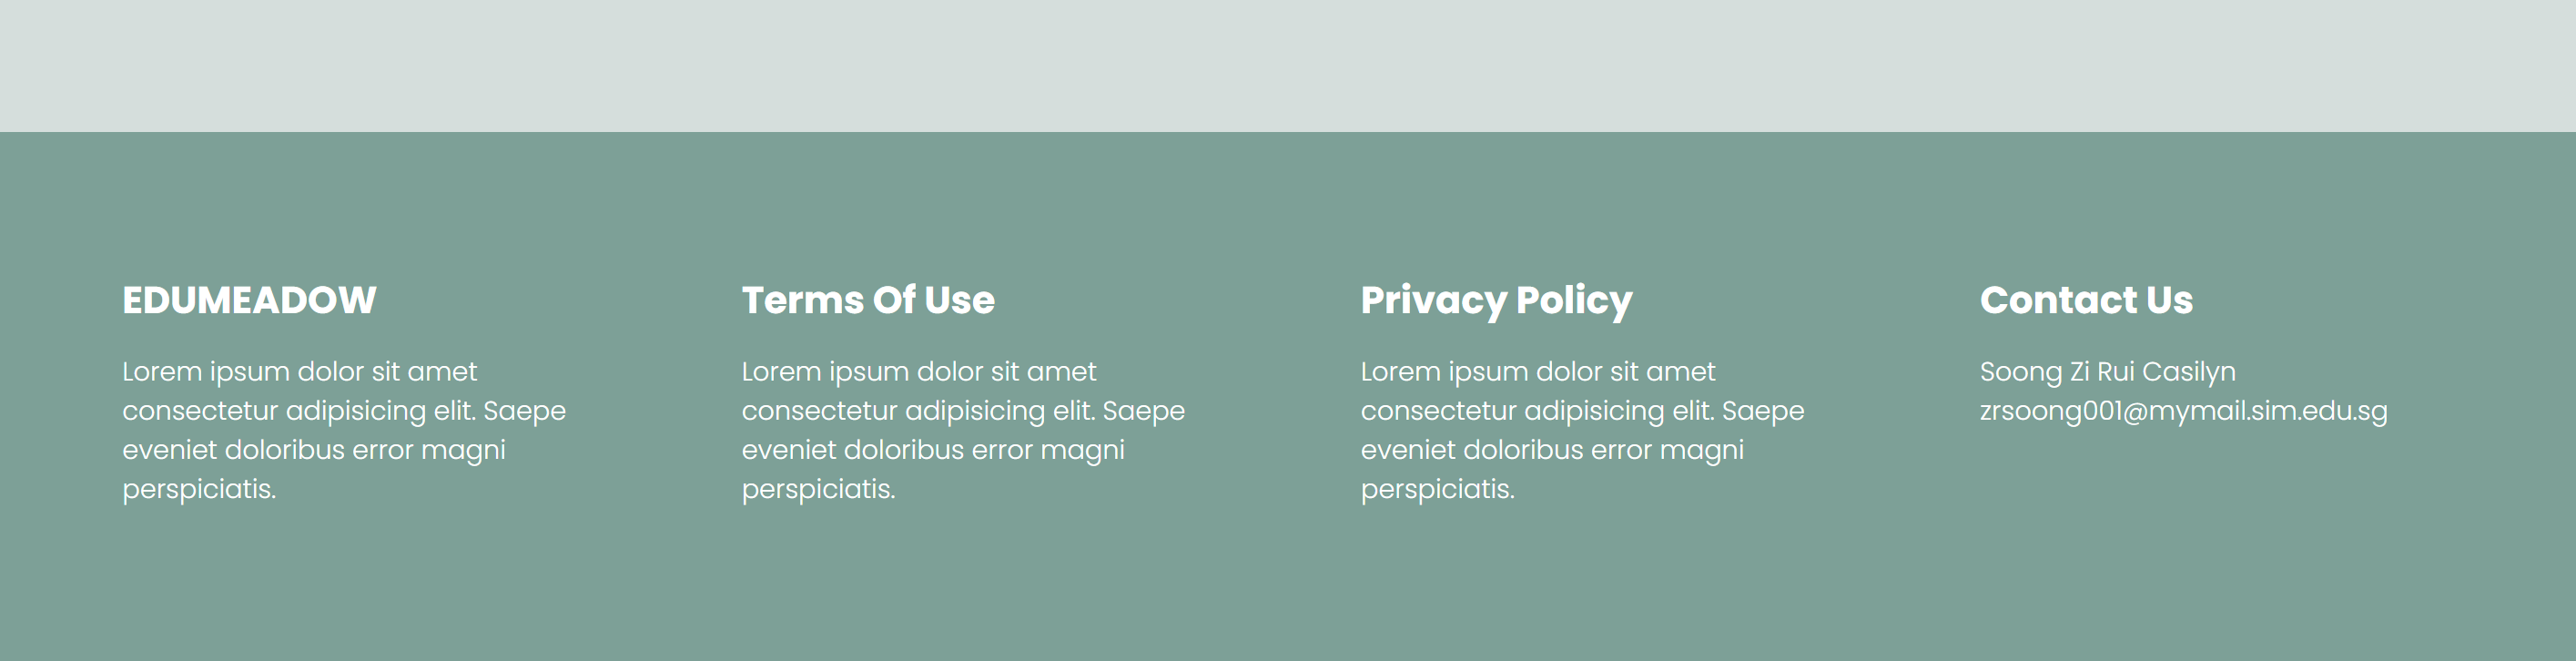 EDUMEADOW
Lorem ipsum dolor sit amet
consectetur adipisicing elit. Saepe
eveniet doloribus error magni
perspiciatis.
Terms Of Use
Lorem ipsum dolor sit amet
consectetur adipisicing elit. Saepe
eveniet doloribus error magni
perspiciatis.
Privacy Policy
Lorem ipsum dolor sit amet
consectetur adipisicing elit. Saepe
eveniet doloribus error magni
perspiciatis.
Contact Us
Soong Zi Rui Casilyn
zrsoong001@mymail.sim.edu.sg